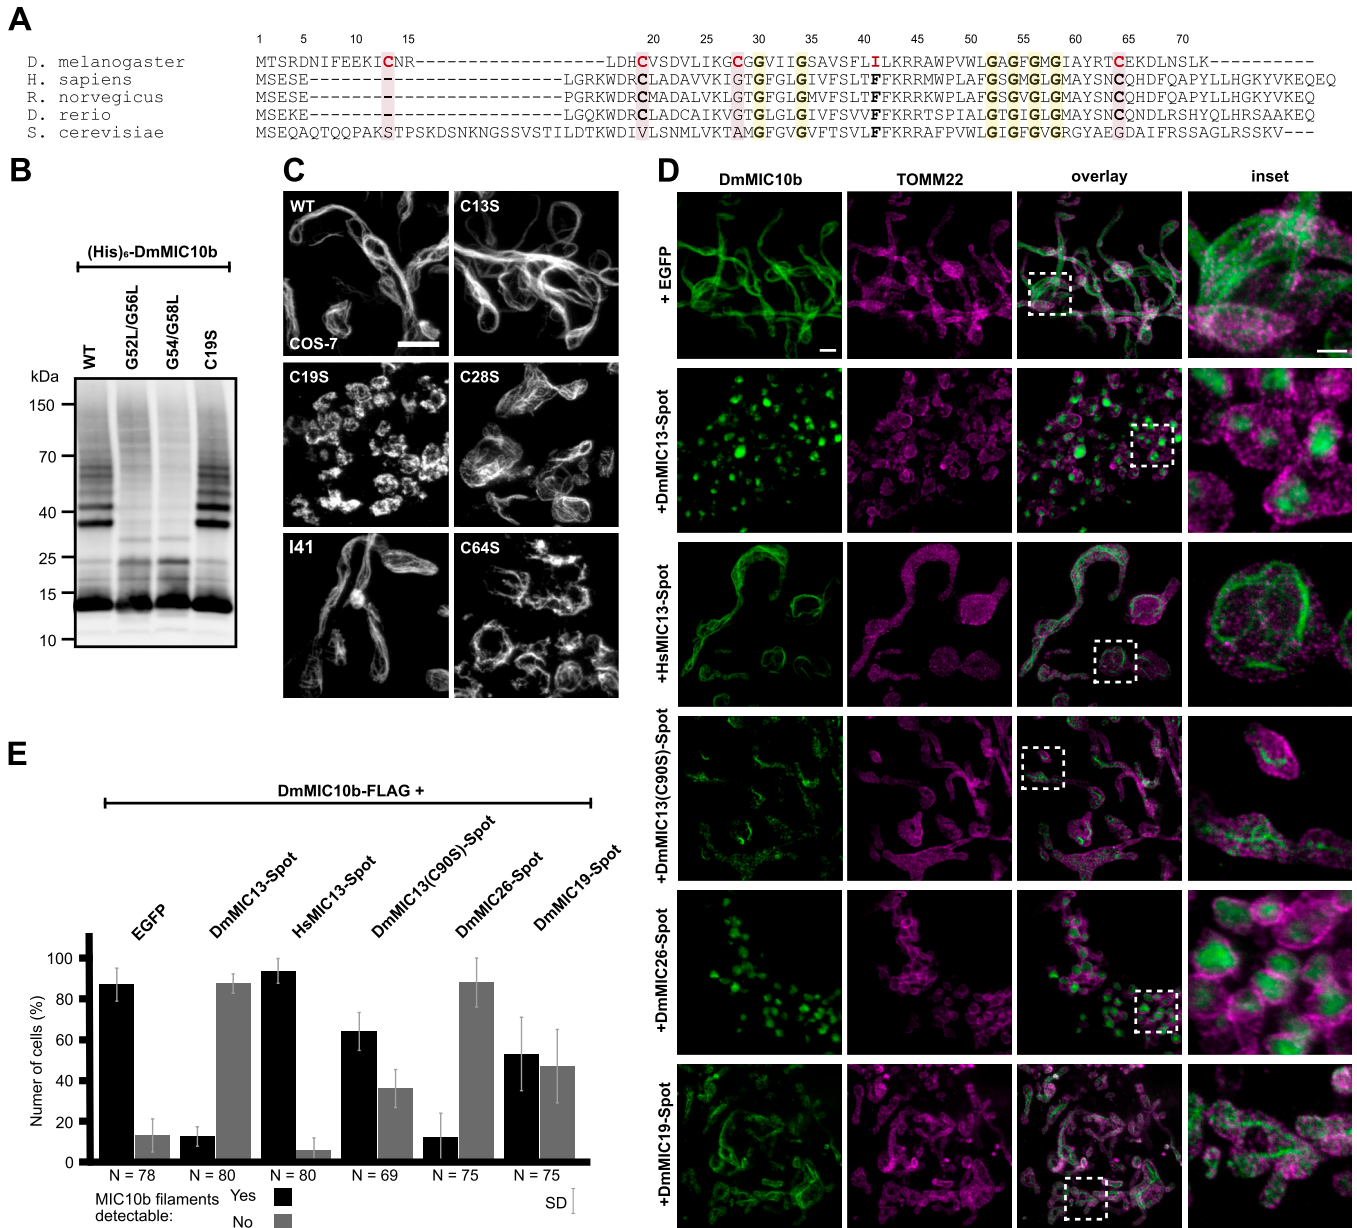 A
1 5 10 15 20 25 30 35 40 45 50 55 60 65 70
D. melanogaster MTSRDNIFEEKICNR------------------LDHCVSDVLIKGCGGVIIGSAVSFLILKRRAWPVWLGAGFGMGIAYRTCEKDLNSLK----------
H. sapiens MSESE------------------------LGRKWDRCLADAVVKIGTGFGLGIVFSLTFFKRRMWPLAFGSGMGLGMAYSNCQHDFQAPYLLHGKYVKEQEQ
R. norvegicus MSESE------------------------PGRKWDRCMADALVKLGTGFGLGMVFSLTFFKRRKWPLAFGSGVGLGMAYSNCQHDFQAPYLLHGKYVKEQ
D. rerio MSEKE------------------------LGRKWDRCLADCAIKVGTGLGLGIVFSVVFFKRRSWPIALGTGIGLGMAYSNCQNDLRSHYQLHRSAAKEQ
S. cerevisiae MSEQAQTQQPAKSTPSKDSNKNGSSVSTILDTKWDIVLSNMLVKTAMGFGVGVFTSVLFFKRRAFPVWLGIGFGVGRGYAEGDAIFRSSAGLRSSKV---
B
(His)₆-DmMIC10b
WT
G52L/G56L
G54/G58L
C19S
kDa
150
70
40
25
15
10
C
WT
COS-7
C13S
C19S
C28S
I41
C64S
D
DmMIC10b TOMM22 overlay inset
+ EGFP
+DmMIC13-Spot
+HsMIC13-Spot
+DmMIC13(C90S)-Spot
+DmMIC26-Spot
+DmMIC19-Spot
E
DmMIC10b-FLAG +
EGFP
DmMIC13-Spot
HsMIC13-Spot
DmMIC13(C90S)-Spot
DmMIC26-Spot
DmMIC19-Spot
Numer of cells (%)
100
80
60
40
20
0
N = 78 N = 80 N = 80 N = 69 N = 75 N = 75
MIC10b filaments detectable:
Yes
No
SD